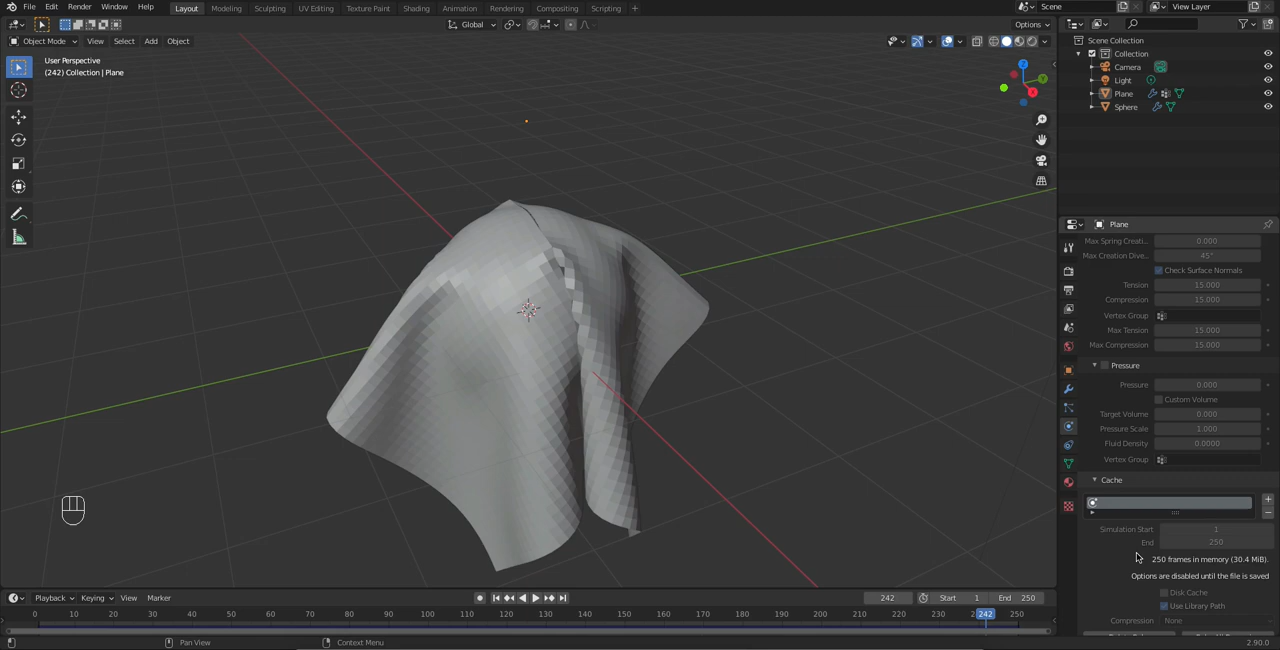 File Edit Render Window Help Layout Modeling Sculpting UV Editing Texture Paint Shading Animation Rendering Compositing Scripting + Scene View Layer
Global Options
Object Mode View Select Add Object
User Perspective
(242) Collection | Plane
Z
Y
X
Scene Collection
Collection
Camera
Light
Plane
Sphere
Plane
Max Spring Creati... 0.000
Max Creation Dive... 45°
Check Surface Normals
Tension 15.000
Compression 15.000
Vertex Group
Max Tension 15.000
Max Compression 15.000
Pressure
Pressure 0.000
Custom Volume
Target Volume 0.000
Pressure Scale 1.000
Fluid Density 0.0000
Vertex Group
Cache
Simulation Start 1
End 250
250 frames in memory (30.4 MiB).
Options are disabled until the file is saved
Disk Cache
Use Library Path
Compression None
Playback Keying View Marker 242 Start 1 End 250
0 10 20 30 40 50 60 70 80 90 100 110 120 130 140 150 160 170 180 190 200 210 220 242 250
Pan View Context Menu 2.90.0